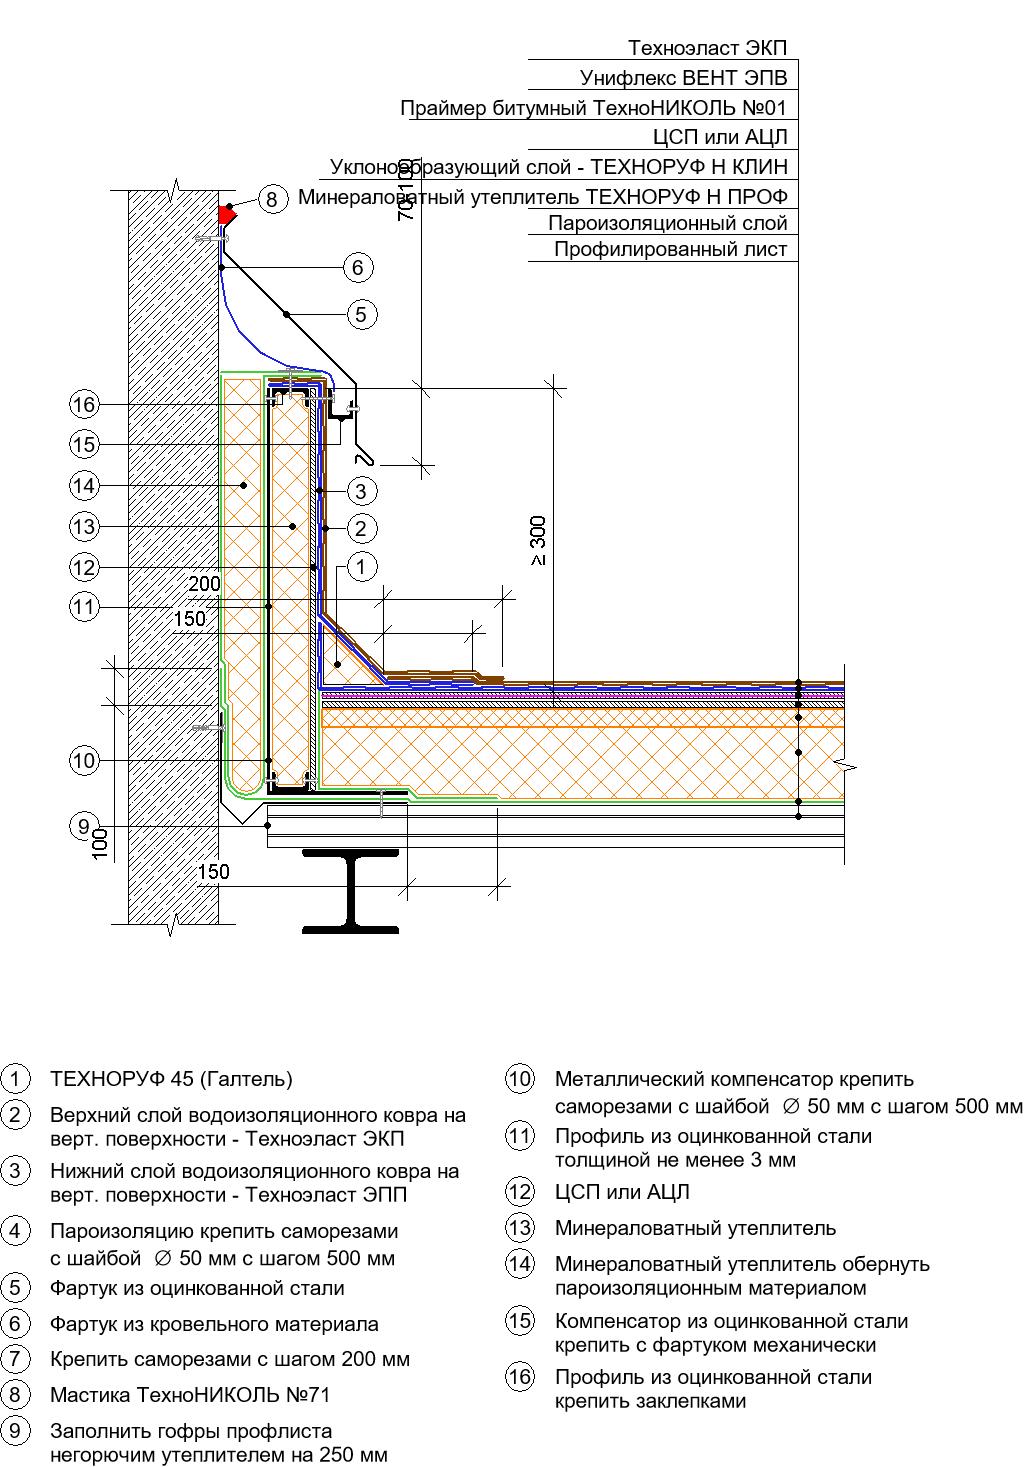 Техноэласт ЭКП
Унифлекс ВЕНТ ЭПВ
Праймер битумный ТехноНИКОЛЬ №01
ЦСП или АЦЛ
Уклонообразующий слой - ТЕХНОРУФ Н КЛИН
Минераловатный утеплитель ТЕХНОРУФ Н ПРОФ
Пароизоляционный слой
Профилированный лист
70-100
8
6
5
16
15
14
13
12
11
3
2
1
≥ 300
200
150
10
9
100
150
1 ТЕХНОРУФ 45 (Галтель)
2 Верхний слой водоизоляционного ковра на
верт. поверхности - Техноэласт ЭКП
3 Нижний слой водоизоляционного ковра на
верт. поверхности - Техноэласт ЭПП
4 Пароизоляцию крепить саморезами
с шайбой ∅ 50 мм с шагом 500 мм
5 Фартук из оцинкованной стали
6 Фартук из кровельного материала
7 Крепить саморезами с шагом 200 мм
8 Мастика ТехноНИКОЛЬ №71
9 Заполнить гофры профлиста
негорючим утеплителем на 250 мм
10 Металлический компенсатор крепить
саморезами с шайбой ∅ 50 мм с шагом 500 мм
11 Профиль из оцинкованной стали
толщиной не менее 3 мм
12 ЦСП или АЦЛ
13 Минераловатный утеплитель
14 Минераловатный утеплитель обернуть
пароизоляционным материалом
15 Компенсатор из оцинкованной стали
крепить с фартуком механически
16 Профиль из оцинкованной стали
крепить заклепками